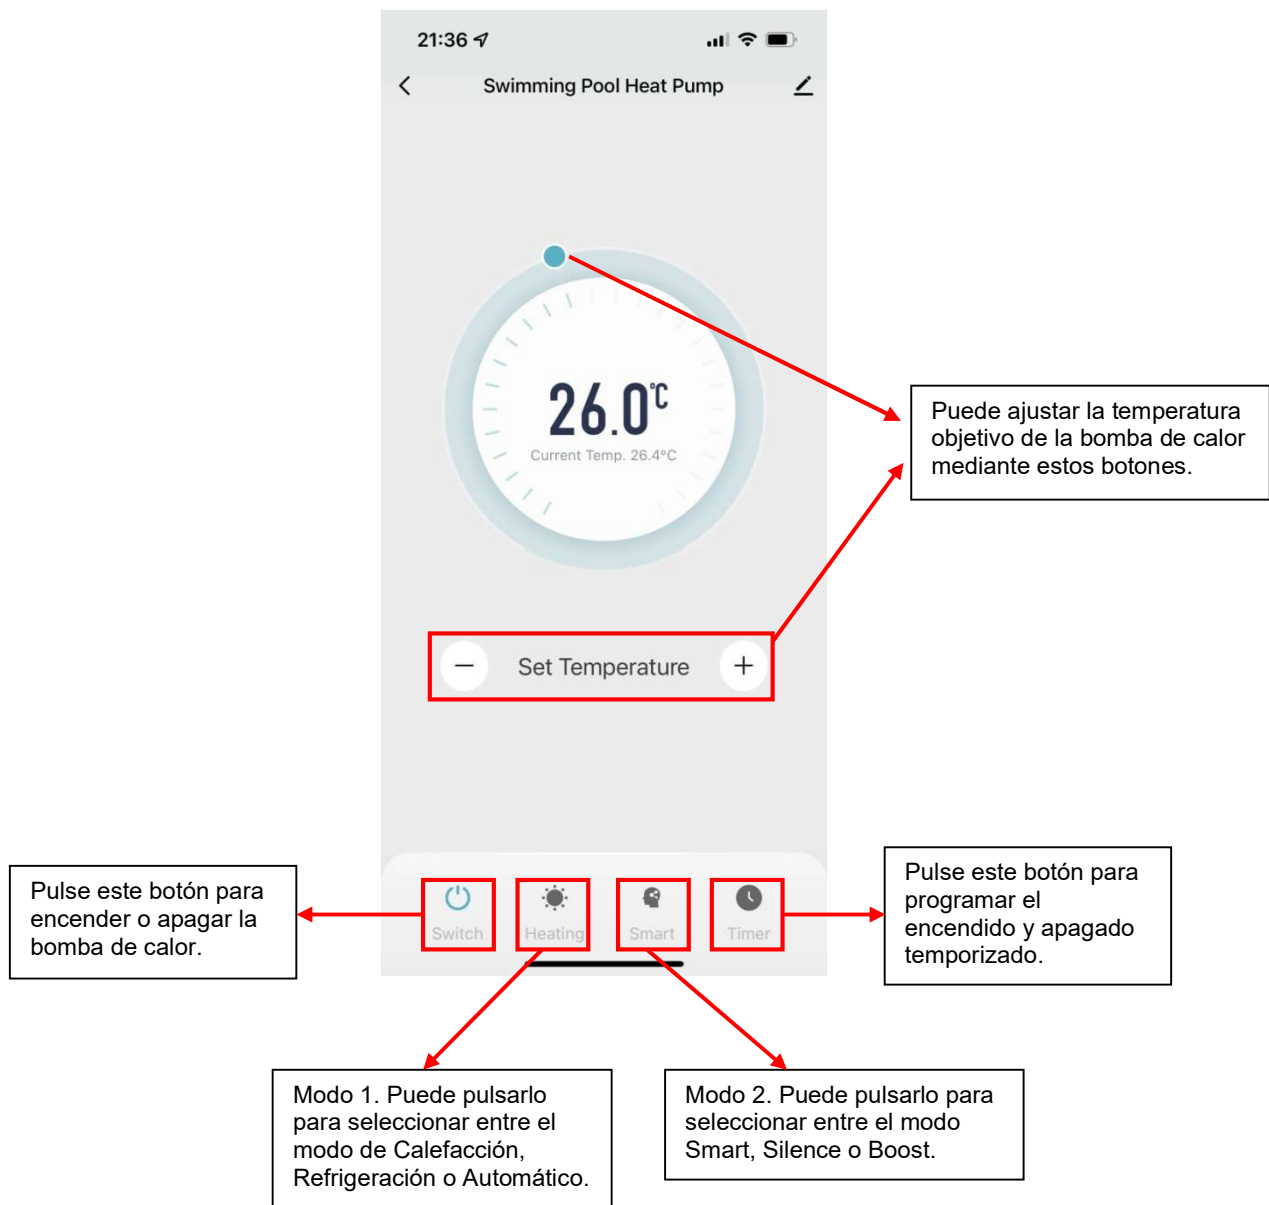 21:36
Swimming Pool Heat Pump
26.0°C
Current Temp. 26.4°C
Puede ajustar la temperatura
objetivo de la bomba de calor
mediante estos botones.
− Set Temperature +
Pulse este botón para
encender o apagar la
bomba de calor.
Switch
Heating
Smart
Timer
Pulse este botón para
programar el
encendido y apagado
temporizado.
Modo 1. Puede pulsarlo
para seleccionar entre el
modo de Calefacción,
Refrigeración o Automático.
Modo 2. Puede pulsarlo para
seleccionar entre el modo
Smart, Silence o Boost.